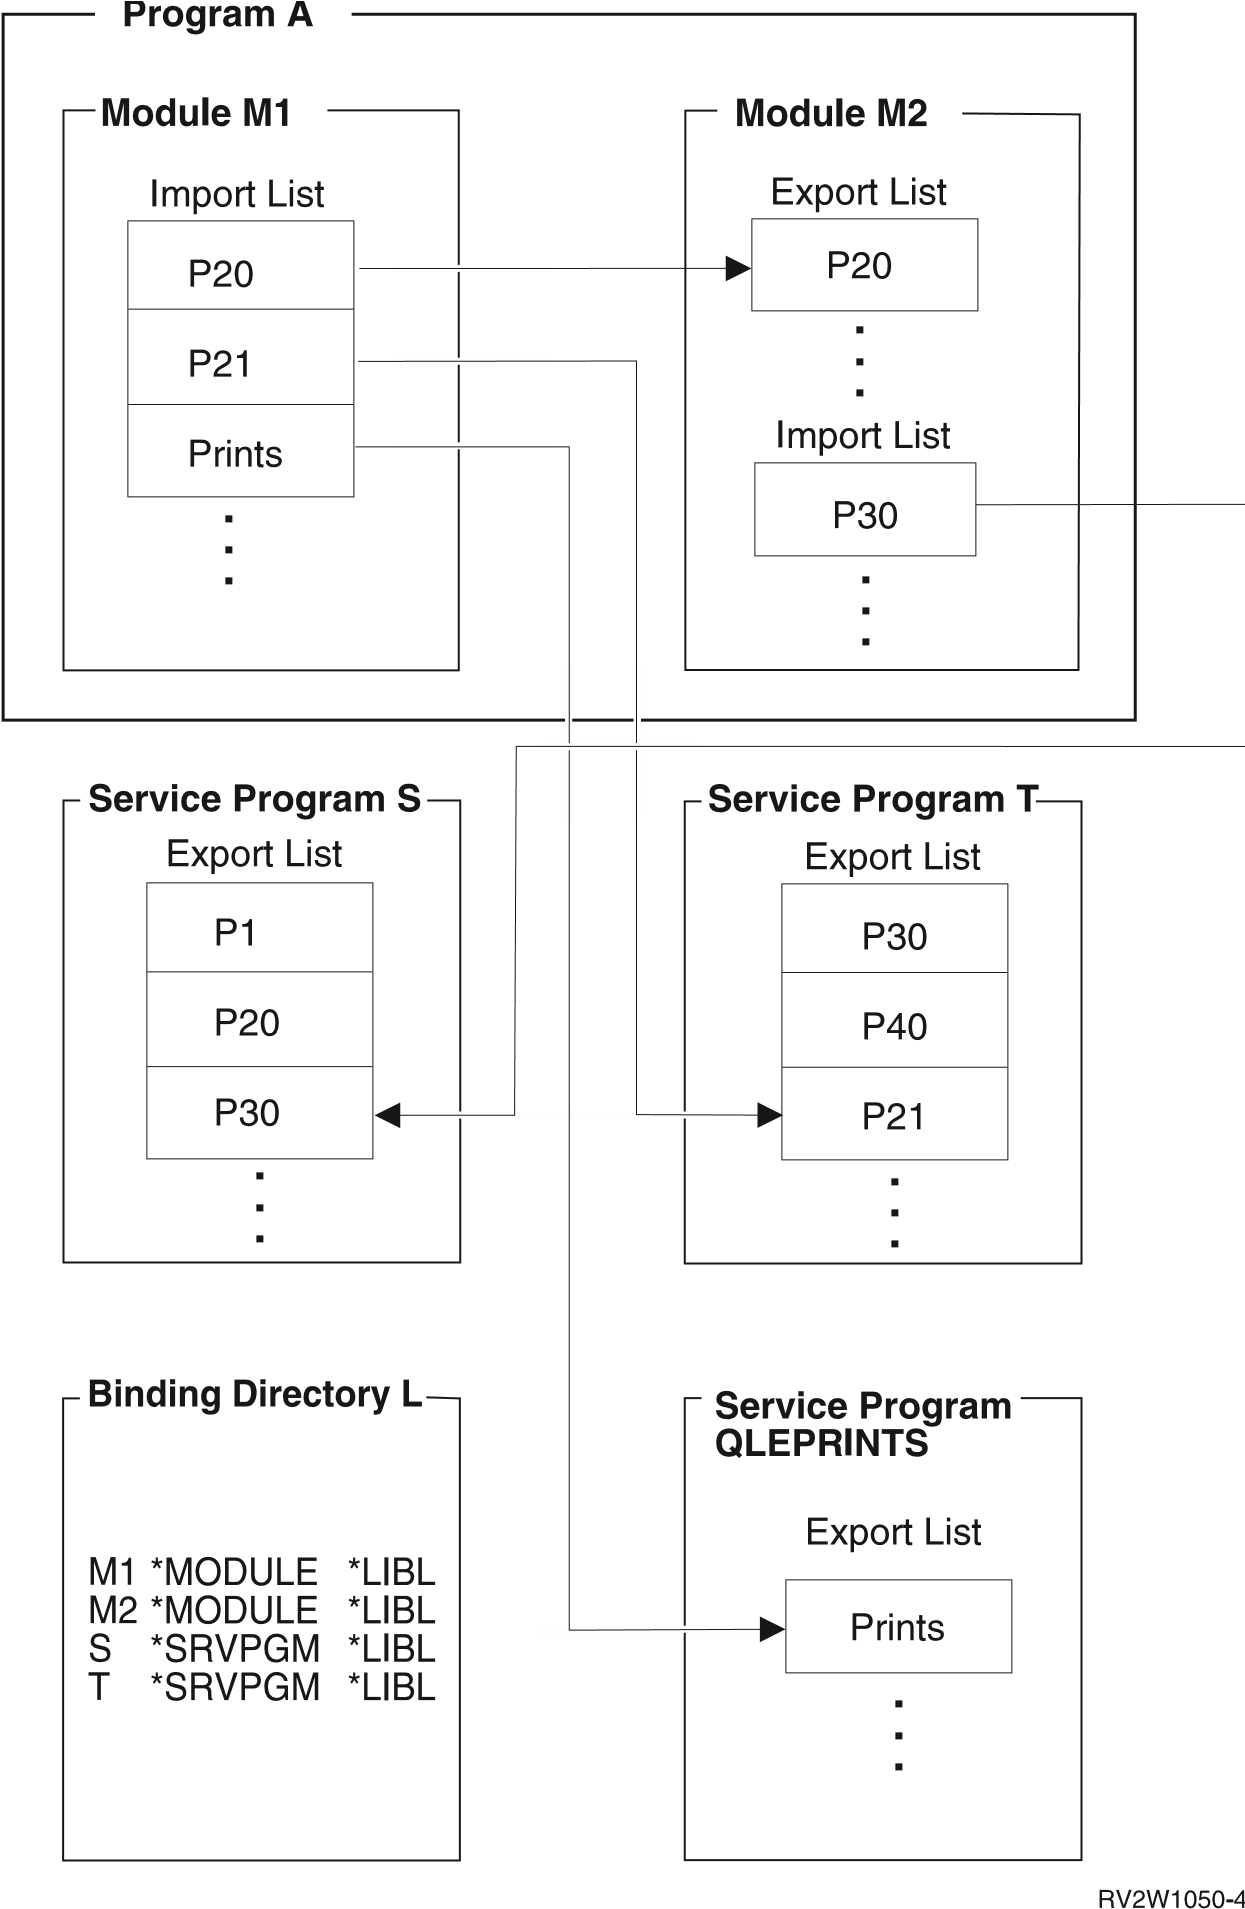 Program A
Module M1
Import List
P20
P21
Prints
Module M2
Export List
P20
Import List
P30
Service Program S
Export List
P1
P20
P30
Service Program T
Export List
P30
P40
P21
Binding Directory L
M1 *MODULE *LIBL
M2 *MODULE *LIBL
S *SRVPGM *LIBL
T *SRVPGM *LIBL
Service Program
QLEPRINTS
Export List
Prints
RV2W1050-4